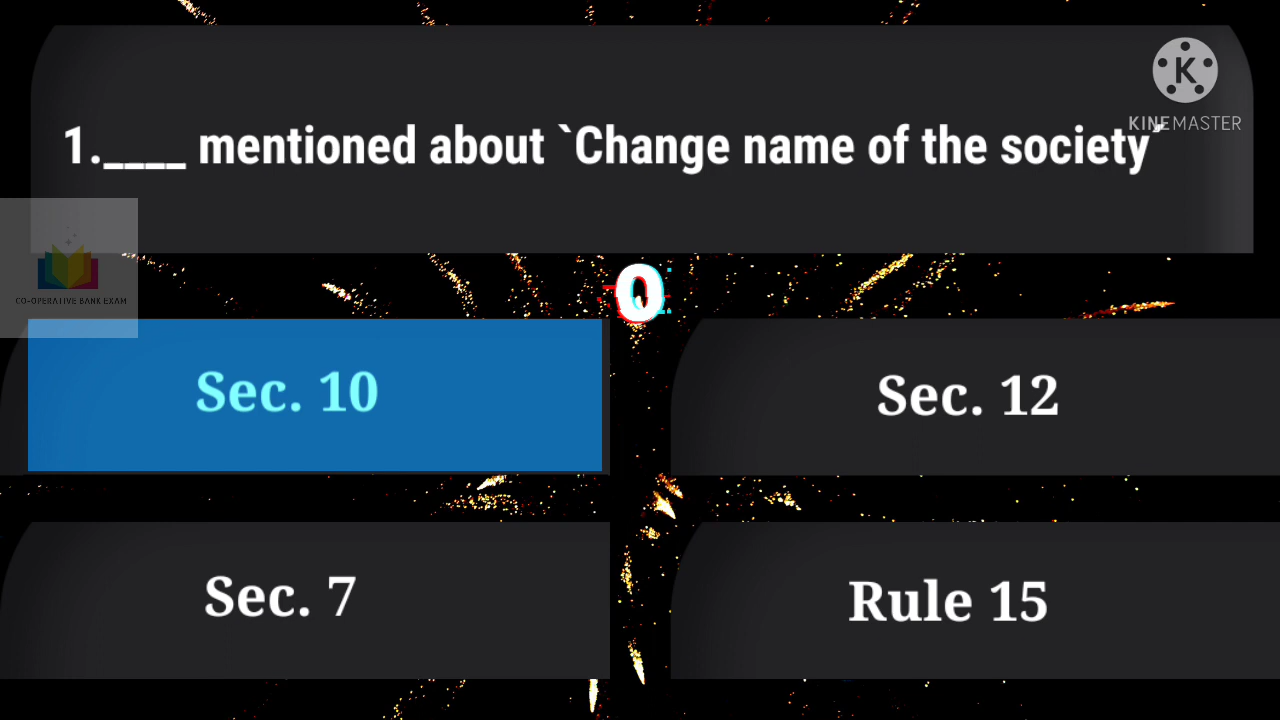 KINEMASTER
1.____ mentioned about `Change name of the society´
CO-OPERATIVE BANK EXAM
0
Sec. 10
Sec. 12
Sec. 7
Rule 15